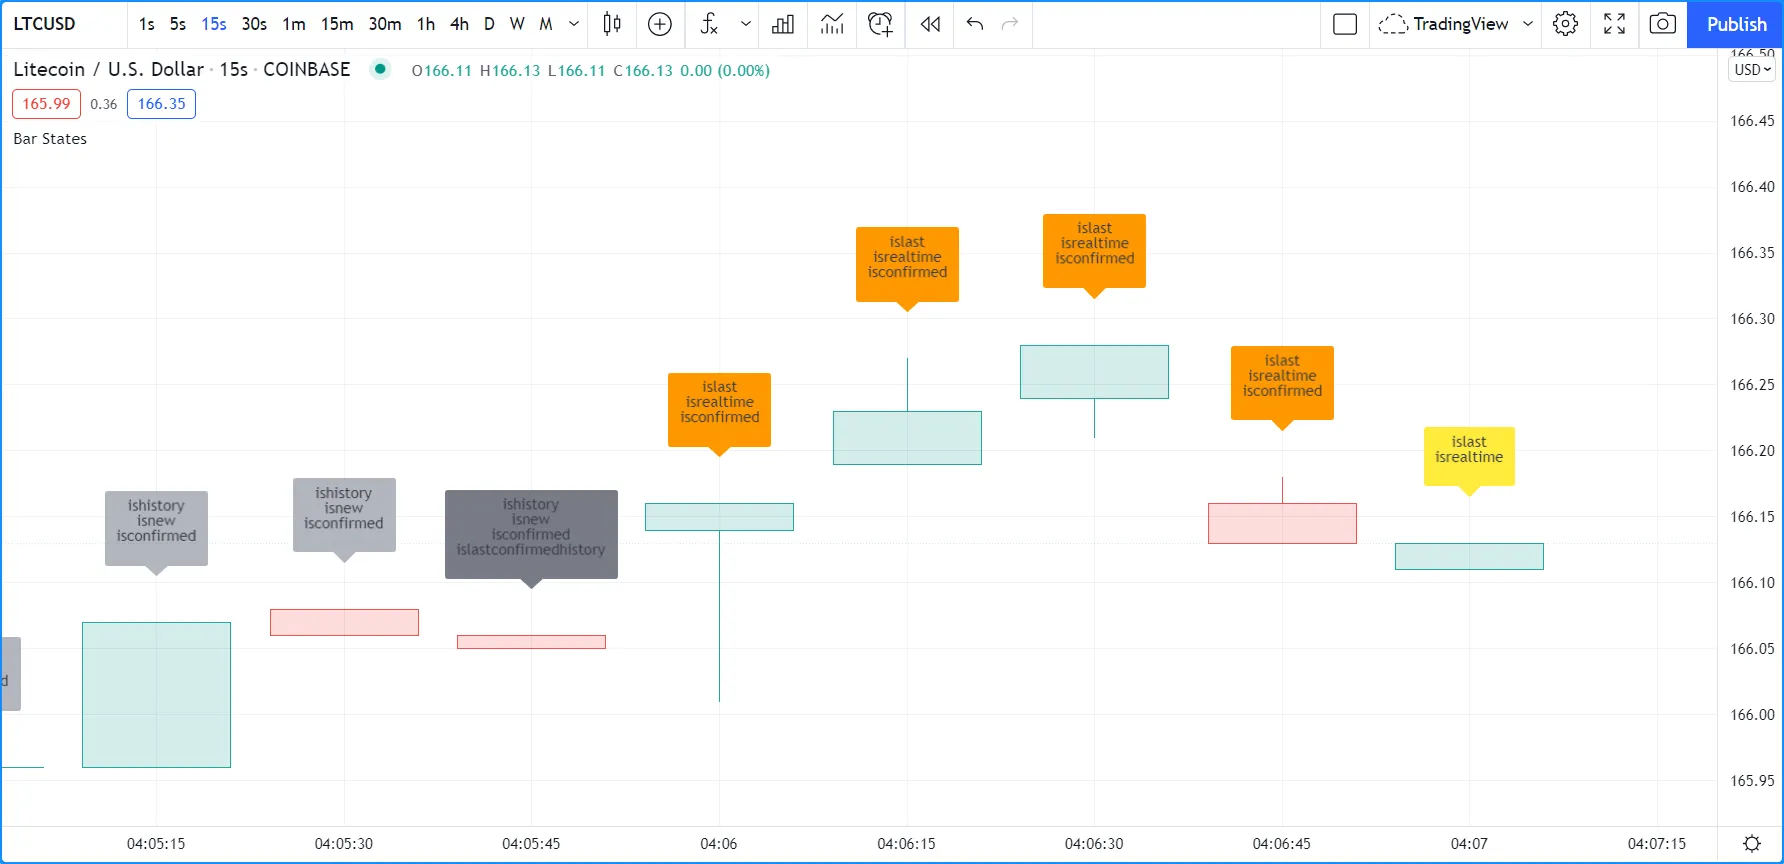 LTCUSD 1s 5s 15s 30s 1m 15m 30m 1h 4h D W M TradingView Publish
Litecoin / U.S. Dollar · 15s · COINBASE O166.11 H166.13 L166.11 C166.13 0.00 (0.00%)
165.99 0.36 166.35
Bar States
166.50
USD
166.45
166.40
166.35
166.30
166.25
166.20
166.15
166.10
166.05
166.00
165.95
d
ishistory
isnew
isconfirmed
ishistory
isnew
isconfirmed
ishistory
isnew
isconfirmed
islastconfirmedhistory
islast
isrealtime
isconfirmed
islast
isrealtime
isconfirmed
islast
isrealtime
isconfirmed
islast
isrealtime
isconfirmed
islast
isrealtime
04:05:15 04:05:30 04:05:45 04:06 04:06:15 04:06:30 04:06:45 04:07 04:07:15